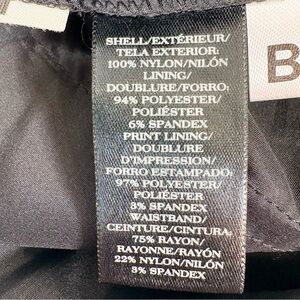 SHELL/EXTÉRIEUR/
TELA EXTERIOR:
100% NYLON/NILÓN
LINING/
DOUBLURE/FORRO:
94% POLYESTER/
POLIÉSTER
6% SPANDEX
PRINT LINING/
DOUBLURE
D'IMPRESSION/
FORRO ESTAMPADO:
97% POLYESTER/
POLIÉSTER
3% SPANDEX
WAISTBAND/
CEINTURE/CINTURA:
75% RAYON/
RAYONNE/RAYÓN
22% NYLON/NILÓN
3% SPANDEX
B